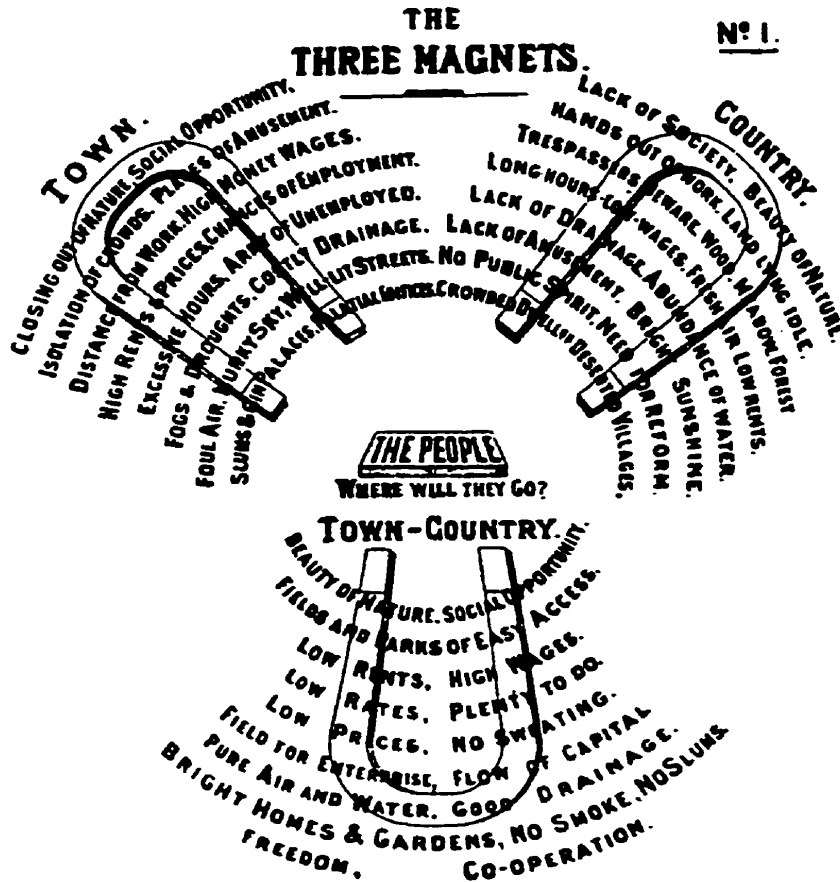 THE
THREE MAGNETS.
Nº 1.
TOWN.
CLOSING OUT OF NATURE. SOCIAL OPPORTUNITY.
ISOLATION OF CROWDS. PLACES OF AMUSEMENT.
DISTANCE FROM WORK. HIGH MONEY WAGES.
HIGH RENTS & PRICES. CHANCES OF EMPLOYMENT.
EXCESSIVE HOURS. ARMY OF UNEMPLOYED.
FOGS & DROUGHTS. COSTLY DRAINAGE.
FOUL AIR. MURKY SKY. WELL-LIT STREETS.
SLUMS & GIN PALACES. PALATIAL EDIFICES.
COUNTRY.
LACK OF SOCIETY. BEAUTY OF NATURE.
HANDS OUT OF WORK. LAND LYING IDLE.
TRESPASSERS BEWARE. WOOD, MEADOW, FOREST
LONG HOURS-LOW-WAGES. FRESH AIR LOW RENTS.
LACK OF DRAINAGE. ABUNDANCE OF WATER.
LACK OF AMUSEMENT. BRIGHT SUNSHINE.
NO PUBLIC SPIRIT. NEED FOR REFORM.
CROWDED DWELLINGS DESERTED VILLAGES.
THE PEOPLE
WHERE WILL THEY GO?
TOWN-COUNTRY.
BEAUTY OF NATURE. SOCIAL OPPORTUNITY.
FIELDS AND PARKS OF EASY ACCESS.
LOW RENTS, HIGH WAGES.
LOW RATES, PLENTY TO DO.
LOW PRICES. NO SWEATING.
FIELD FOR ENTERPRISE, FLOW OF CAPITAL
PURE AIR AND WATER. GOOD DRAINAGE.
BRIGHT HOMES & GARDENS, NO SMOKE, NO SLUMS.
FREEDOM. CO-OPERATION.